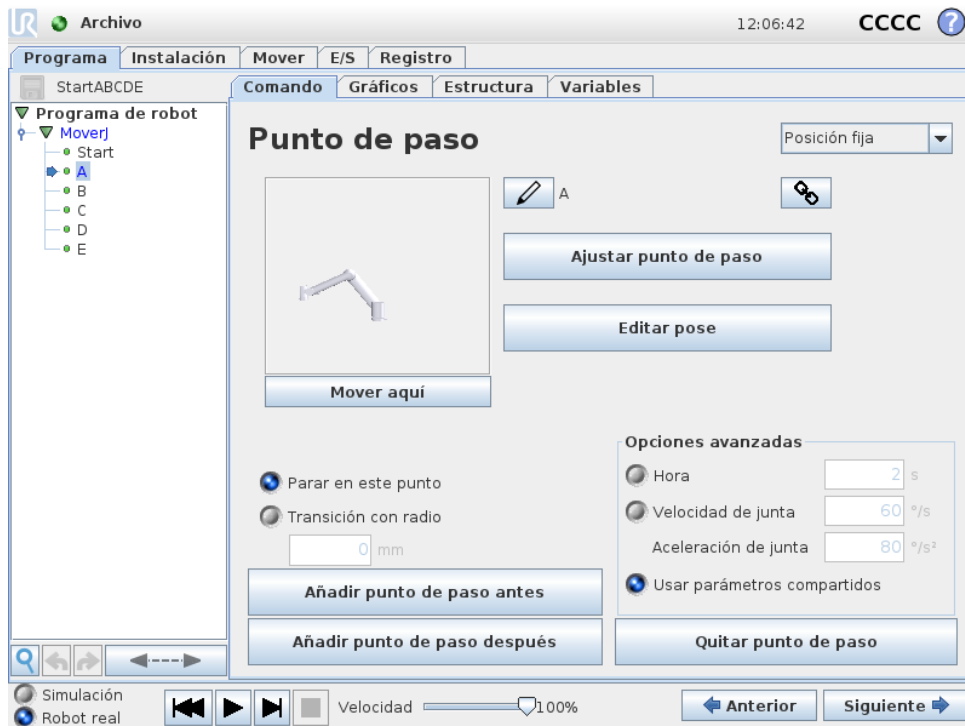 UR Archivo 12:06:42 CCCC ?
Programa Instalación Mover E/S Registro
StartABCDE Comando Gráficos Estructura Variables
Programa de robot
MoverJ
Start
A
B
C
D
E
Punto de paso Posición fija
A
Ajustar punto de paso
Editar pose
Mover aquí
Parar en este punto
Transición con radio
0 mm
Opciones avanzadas
Hora 2 s
Velocidad de junta 60 °/s
Aceleración de junta 80 °/s²
Usar parámetros compartidos
Añadir punto de paso antes
Añadir punto de paso después Quitar punto de paso
Simulación
Robot real
Velocidad 100% Anterior Siguiente